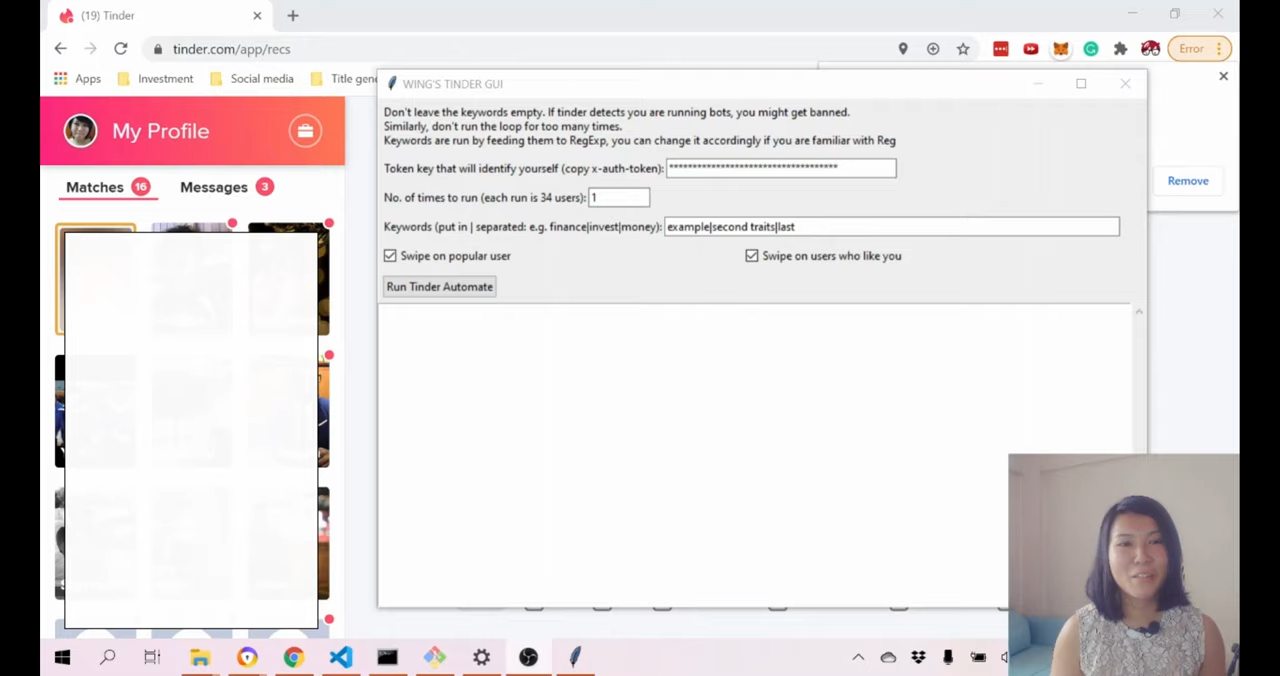 (19) Tinder
tinder.com/app/recs
Error
Apps Investment Social media Title gene
WING'S TINDER GUI
Don't leave the keywords empty. If tinder detects you are running bots, you might get banned.
Similarly, don't run the loop for too many times.
Keywords are run by feeding them to RegExp, you can change it accordingly if you are familiar with Reg
Token key that will identify yourself (copy x-auth-token): ************************************
No. of times to run (each run is 34 users): 1
Keywords (put in | separated: e.g. finance|invest|money): example|second traits|last
Swipe on popular user
Swipe on users who like you
Run Tinder Automate
Remove
My Profile
Matches 16 Messages 3